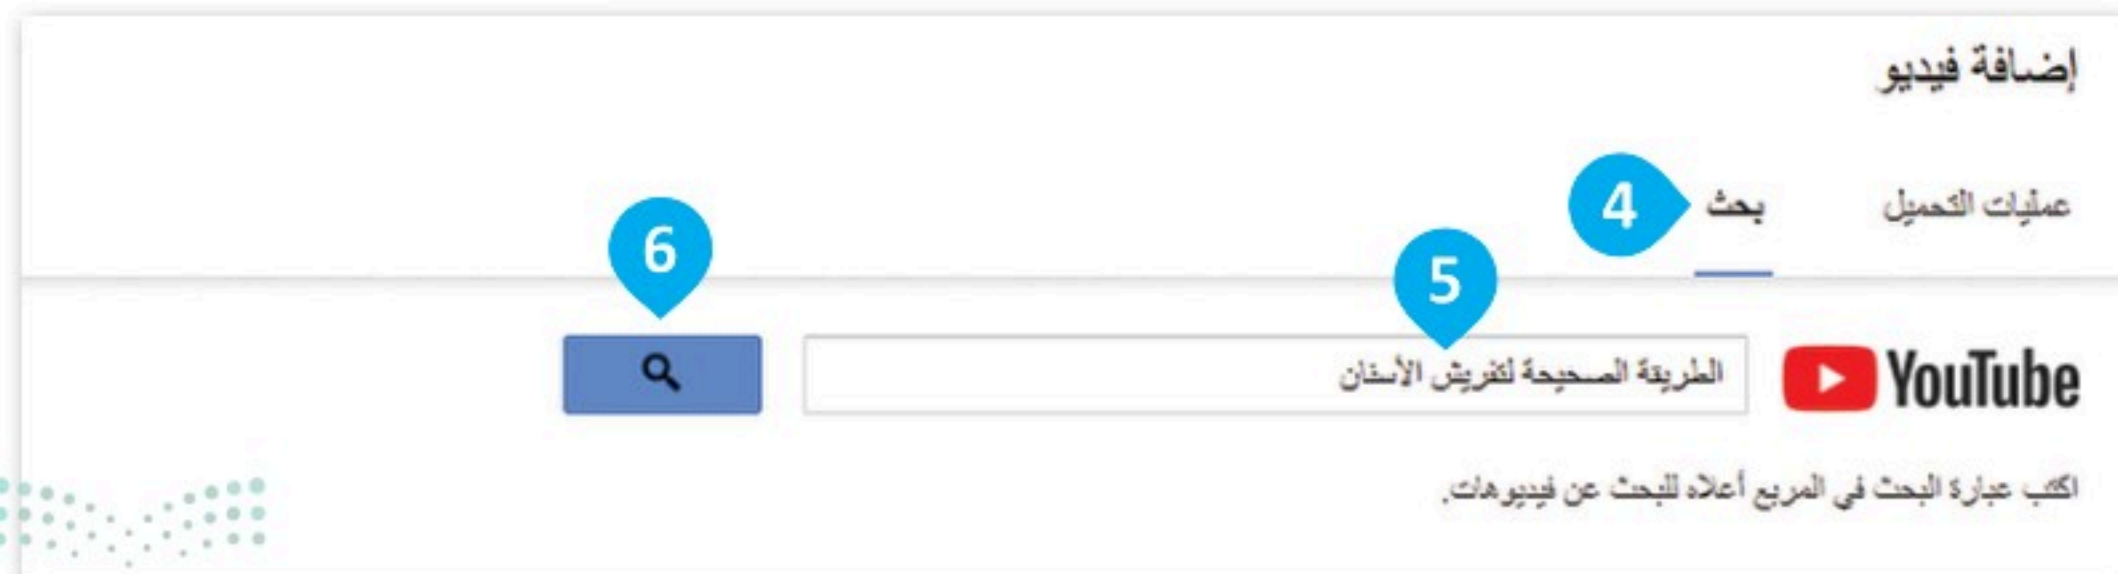 إضافة فيديو
عمليات التحميل بحث 4
6 5
YouTube الطريقة الصحيحة لتفريش الأسنان
اكتب عبارة البحث في المربع أعلاه للبحث عن فيديوهات.